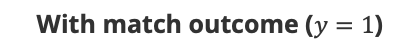 With match outcome (y = 1)